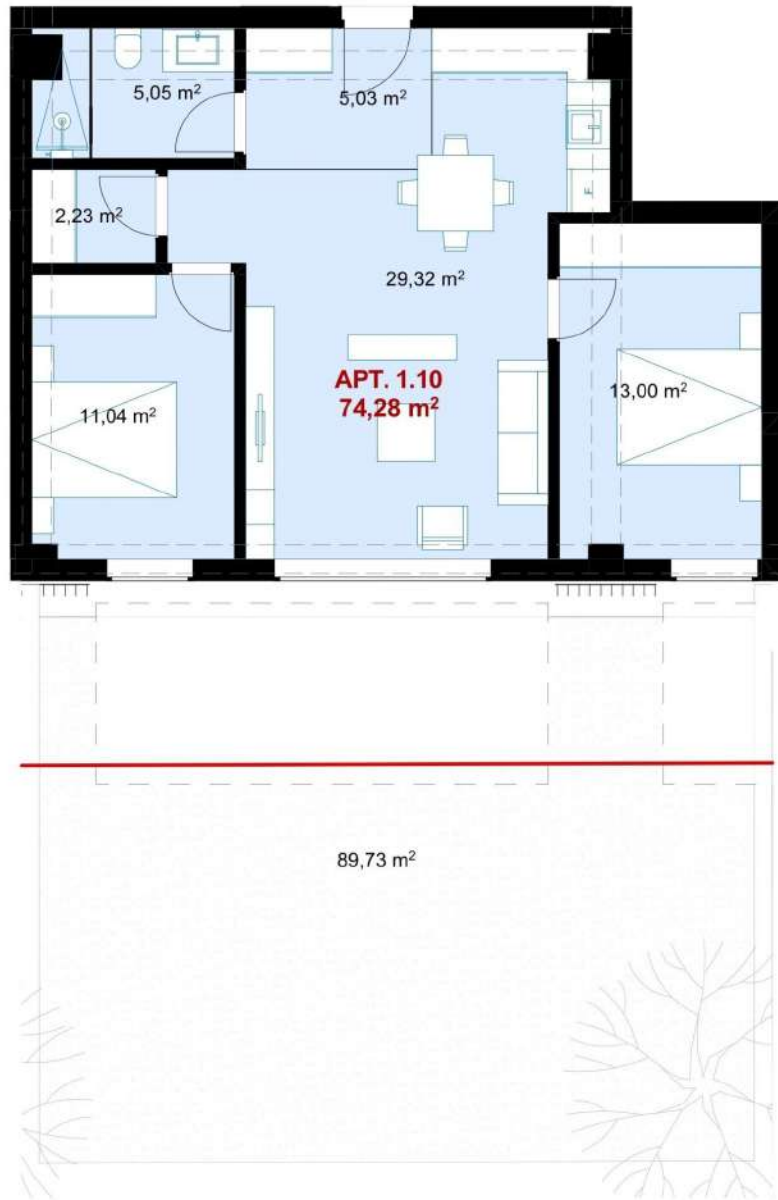 5,05 m²
5,03 m²
2,23 m²
F
29,32 m²
APT. 1.10
74,28 m²
11,04 m²
13,00 m²
89,73 m²